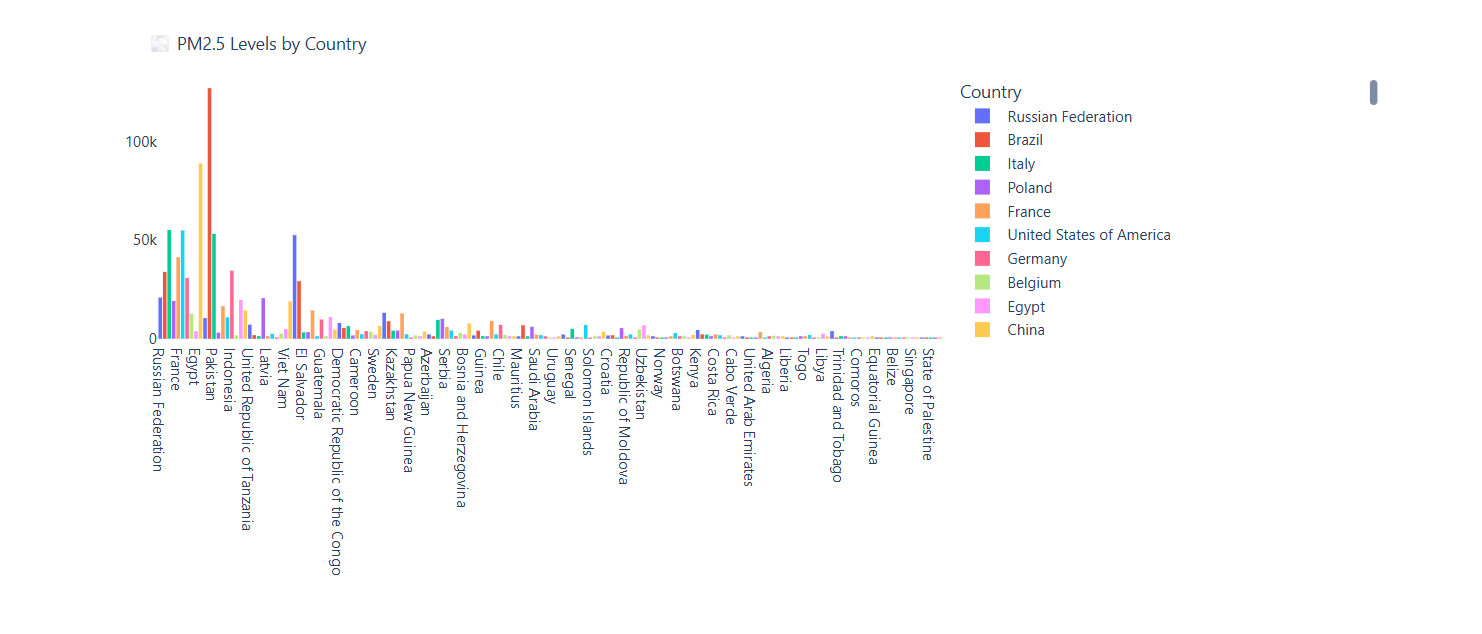 PM2.5 Levels by Country
100k
50k
0
Russian Federation
France
Egypt
Pakistan
Indonesia
United Republic of Tanzania
Latvia
Viet Nam
El Salvador
Guatemala
Democratic Republic of the Congo
Cameroon
Sweden
Kazakhstan
Papua New Guinea
Azerbaijan
Serbia
Bosnia and Herzegovina
Guinea
Chile
Mauritius
Saudi Arabia
Uruguay
Senegal
Solomon Islands
Croatia
Republic of Moldova
Uzbekistan
Norway
Botswana
Kenya
Costa Rica
Cabo Verde
United Arab Emirates
Algeria
Liberia
Togo
Libya
Trinidad and Tobago
Comoros
Equatorial Guinea
Belize
Singapore
State of Palestine
Country
Russian Federation
Brazil
Italy
Poland
France
United States of America
Germany
Belgium
Egypt
China